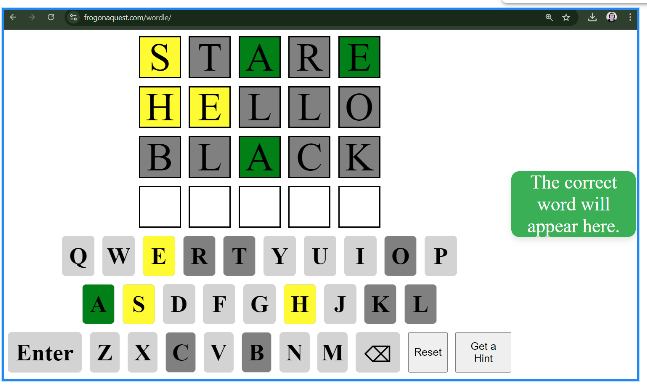 frogonaquest.com/wordle/
S T A R E
H E L L O
B L A C K
The correct
word will
appear here.
Q W E R T Y U I O P
A S D F G H J K L
Enter Z X C V B N M Reset Get a
Hint